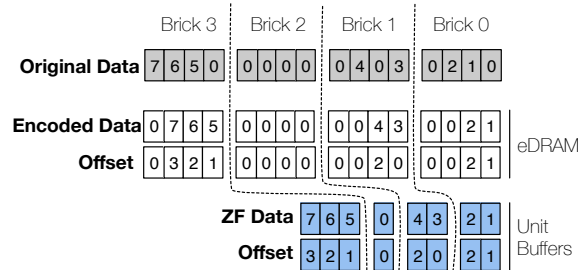 Brick 3 Brick 2 Brick 1 Brick 0
Original Data 7 6 5 0 0 0 0 0 0 4 0 3 0 2 1 0
Encoded Data 0 7 6 5 0 0 0 0 0 0 4 3 0 0 2 1
Offset 0 3 2 1 0 0 0 0 0 0 2 0 0 0 2 1
eDRAM
ZF Data 7 6 5 0 4 3 2 1
Offset 3 2 1 0 2 0 2 1
Unit
Buffers